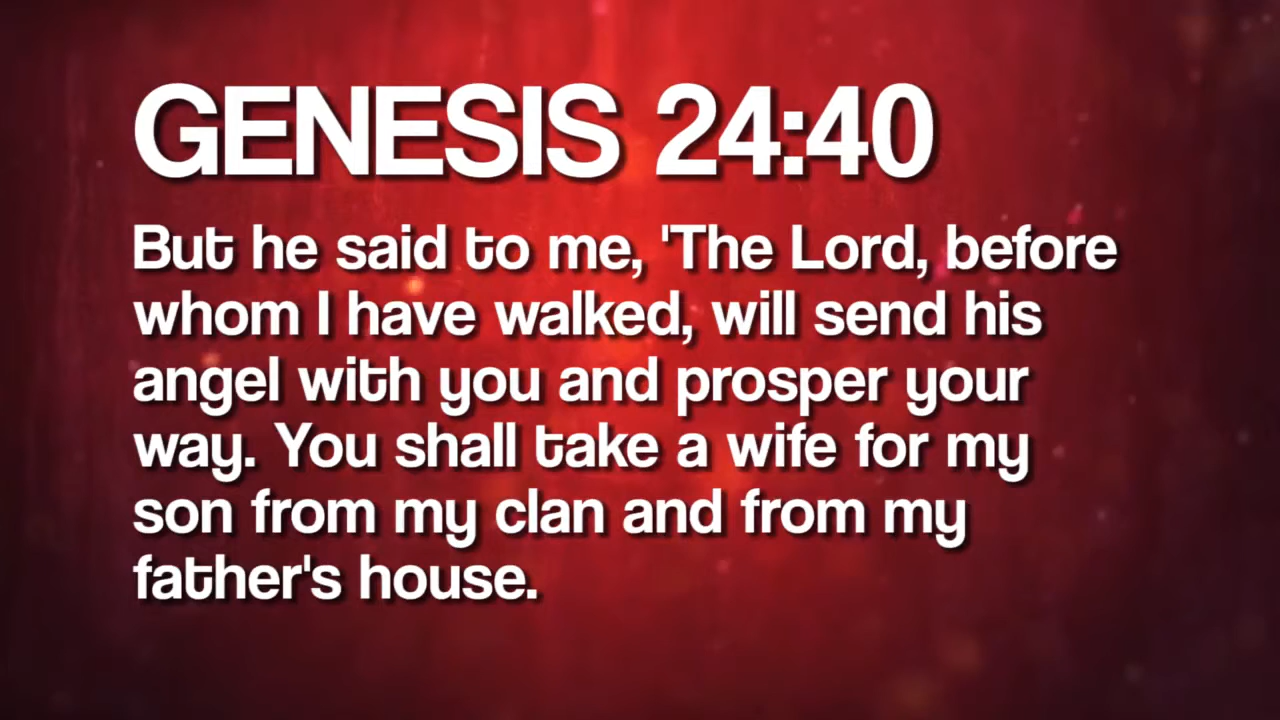 GENESIS 24:40
But he said to me, 'The Lord, before
whom I have walked, will send his
angel with you and prosper your
way. You shall take a wife for my
son from my clan and from my
father's house.